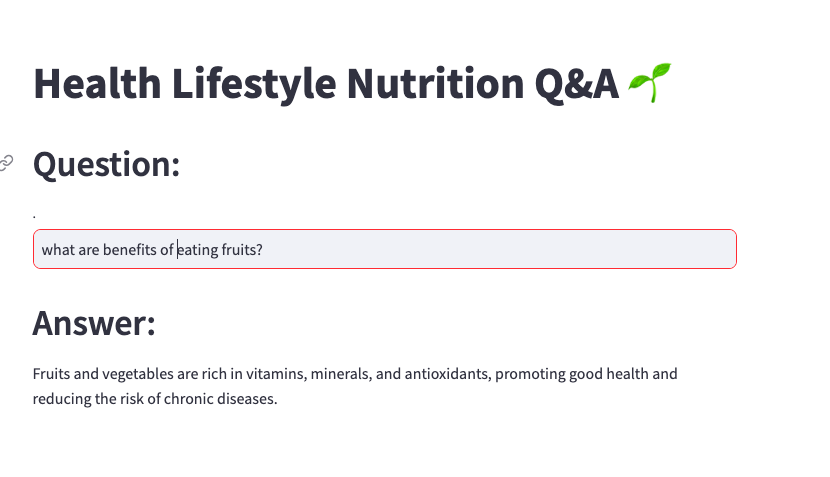 Health Lifestyle Nutrition Q&A 🌱
Question:
.
what are benefits of eating fruits?
Answer:
Fruits and vegetables are rich in vitamins, minerals, and antioxidants, promoting good health and
reducing the risk of chronic diseases.